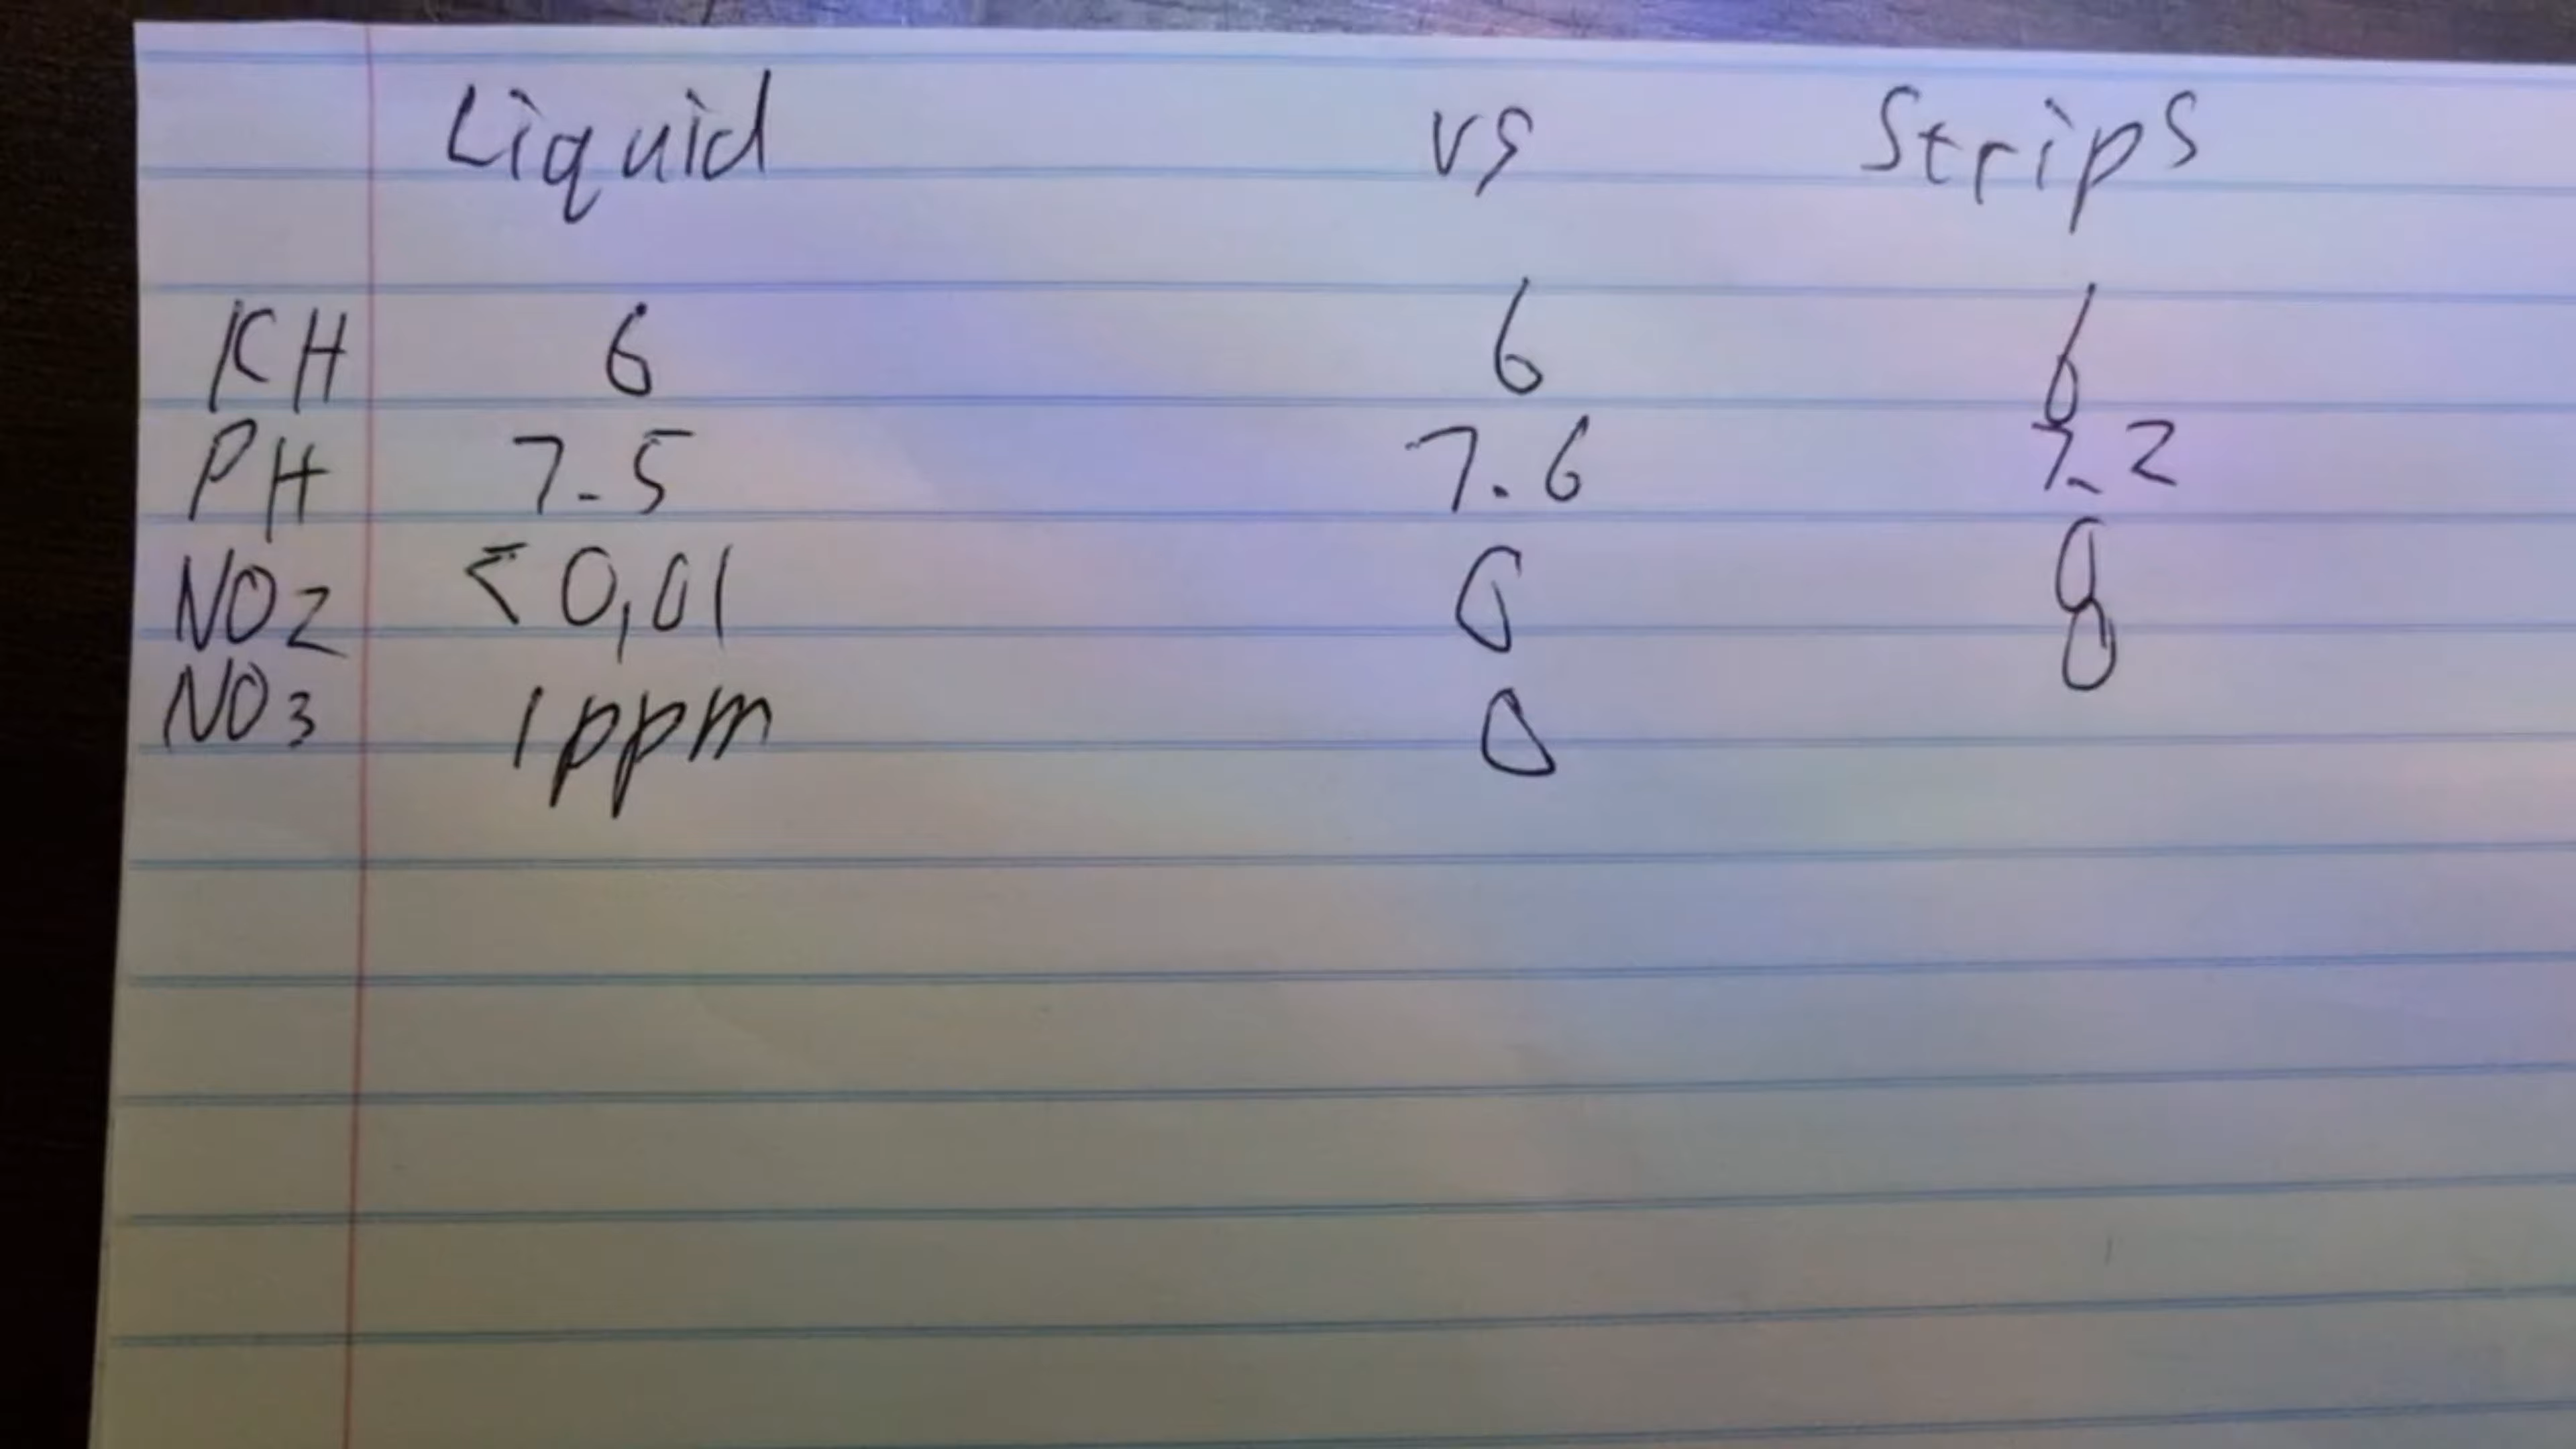 Liquid vs Strips
KH 6 6 6
PH 7.5 7.6 7.2
NO2 ≤0,01 0 0
NO3 1ppm 0 0